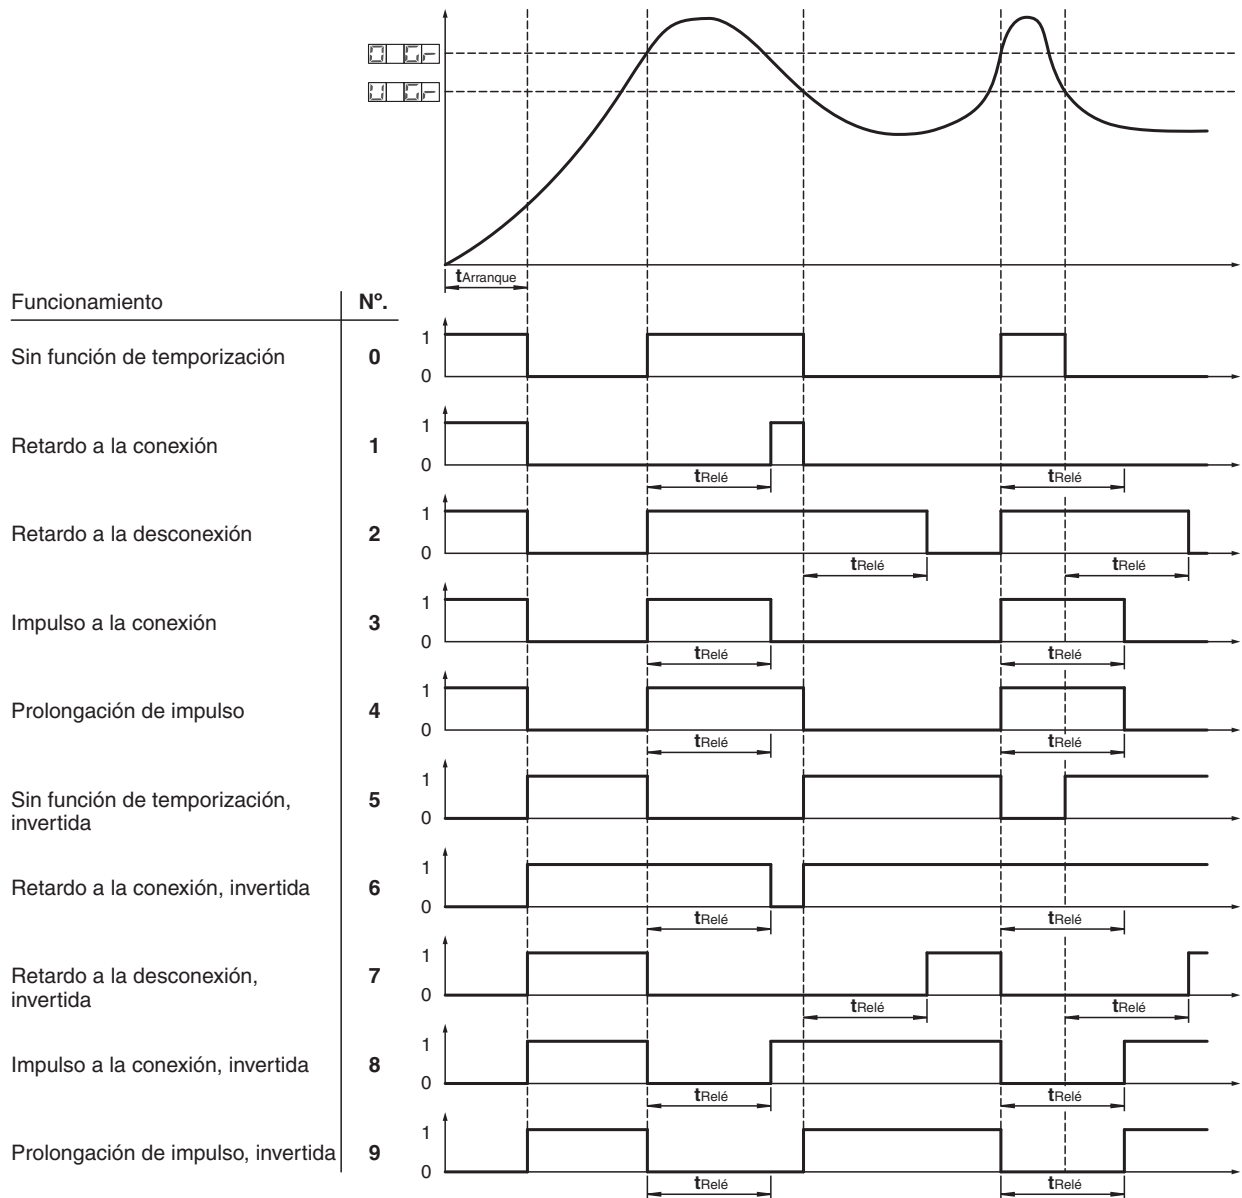 O Gr
U Gr
tArranque
Funcionamiento Nº.
Sin función de temporización 0 1 0
Retardo a la conexión 1 1 0
tRelé tRelé
Retardo a la desconexión 2 1 0
tRelé tRelé
Impulso a la conexión 3 1 0
tRelé tRelé
Prolongación de impulso 4 1 0
tRelé tRelé
Sin función de temporización,
invertida 5 1 0
Retardo a la conexión, invertida 6 1 0
tRelé tRelé
Retardo a la desconexión,
invertida 7 1 0
tRelé tRelé
Impulso a la conexión, invertida 8 1 0
tRelé tRelé
Prolongación de impulso, invertida 9 1 0
tRelé tRelé